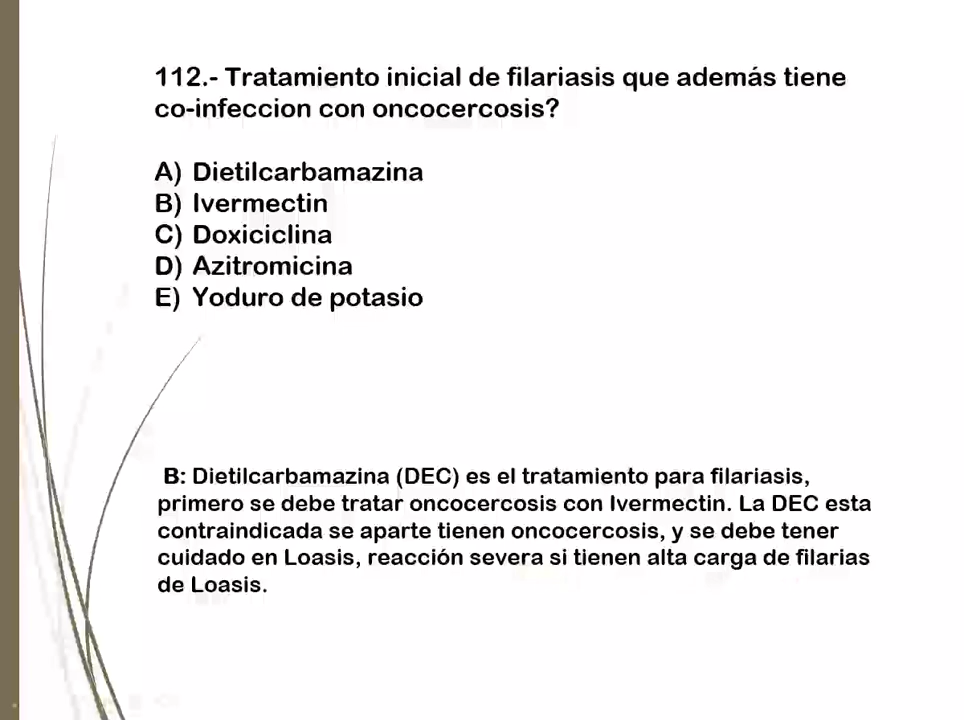 112.- Tratamiento inicial de filariasis que además tiene
co-infeccion con oncocercosis?
A) Dietilcarbamazina
B) Ivermectin
C) Doxiciclina
D) Azitromicina
E) Yoduro de potasio
B: Dietilcarbamazina (DEC) es el tratamiento para filariasis,
primero se debe tratar oncocercosis con Ivermectin. La DEC esta
contraindicada se aparte tienen oncocercosis, y se debe tener
cuidado en Loasis, reacción severa si tienen alta carga de filarias
de Loasis.